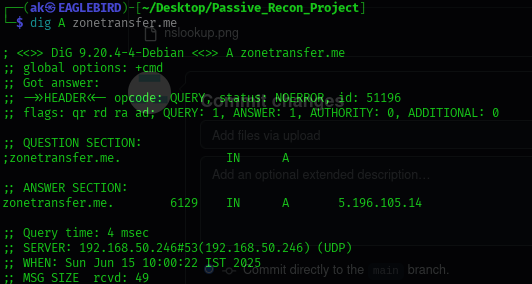 ┌──(ak㉿EAGLEBIRD)-[~/Desktop/Passive_Recon_Project]
└─$ dig A zonetransfer.me
nslookup.png
; <<>> DiG 9.20.4-4-Debian <<>> A zonetransfer.me
;; global options: +cmd
;; Got answer:
Commit changes
;; ->>HEADER<<- opcode: QUERY, status: NOERROR, id: 51196
;; flags: qr rd ra ad; QUERY: 1, ANSWER: 1, AUTHORITY: 0, ADDITIONAL: 0
Add files via upload
;; QUESTION SECTION:
;zonetransfer.me. IN A
Add an optional extended description…
;; ANSWER SECTION:
zonetransfer.me. 6129 IN A 5.196.105.14
;; Query time: 4 msec
;; SERVER: 192.168.50.246#53(192.168.50.246) (UDP)
;; WHEN: Sun Jun 15 10:00:22 IST 2025
Commit directly to the main branch.
;; MSG SIZE rcvd: 49